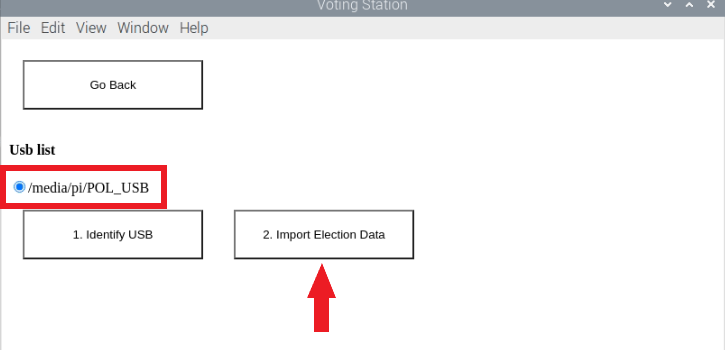 Voting Station
File Edit View Window Help
Go Back
Usb list
/media/pi/POL_USB
1. Identify USB 2. Import Election Data